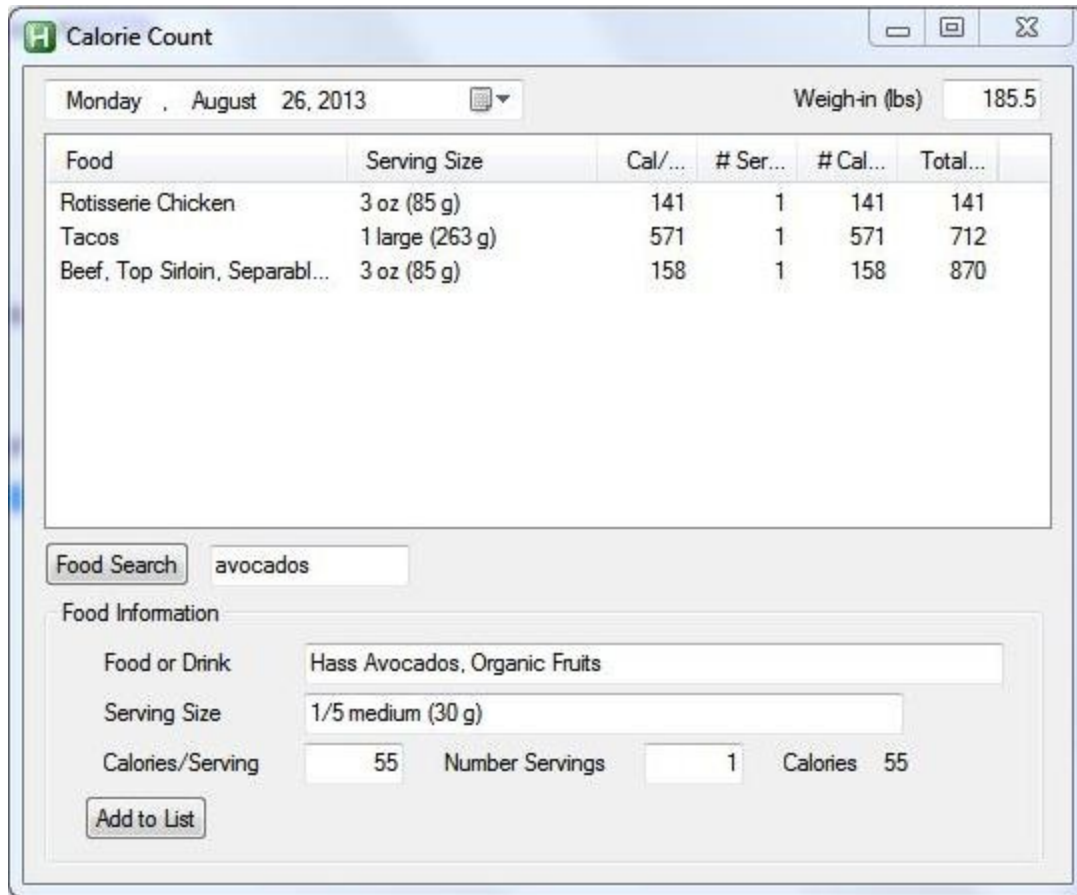 H Calorie Count
Monday , August 26, 2013 Weigh-in (lbs) 185.5
Food Serving Size Cal/... # Ser... # Cal... Total...
Rotisserie Chicken 3 oz (85 g) 141 1 141 141
Tacos 1 large (263 g) 571 1 571 712
Beef, Top Sirloin, Separabl... 3 oz (85 g) 158 1 158 870
Food Search avocados
Food Information
Food or Drink Hass Avocados, Organic Fruits
Serving Size 1/5 medium (30 g)
Calories/Serving 55 Number Servings 1 Calories 55
Add to List